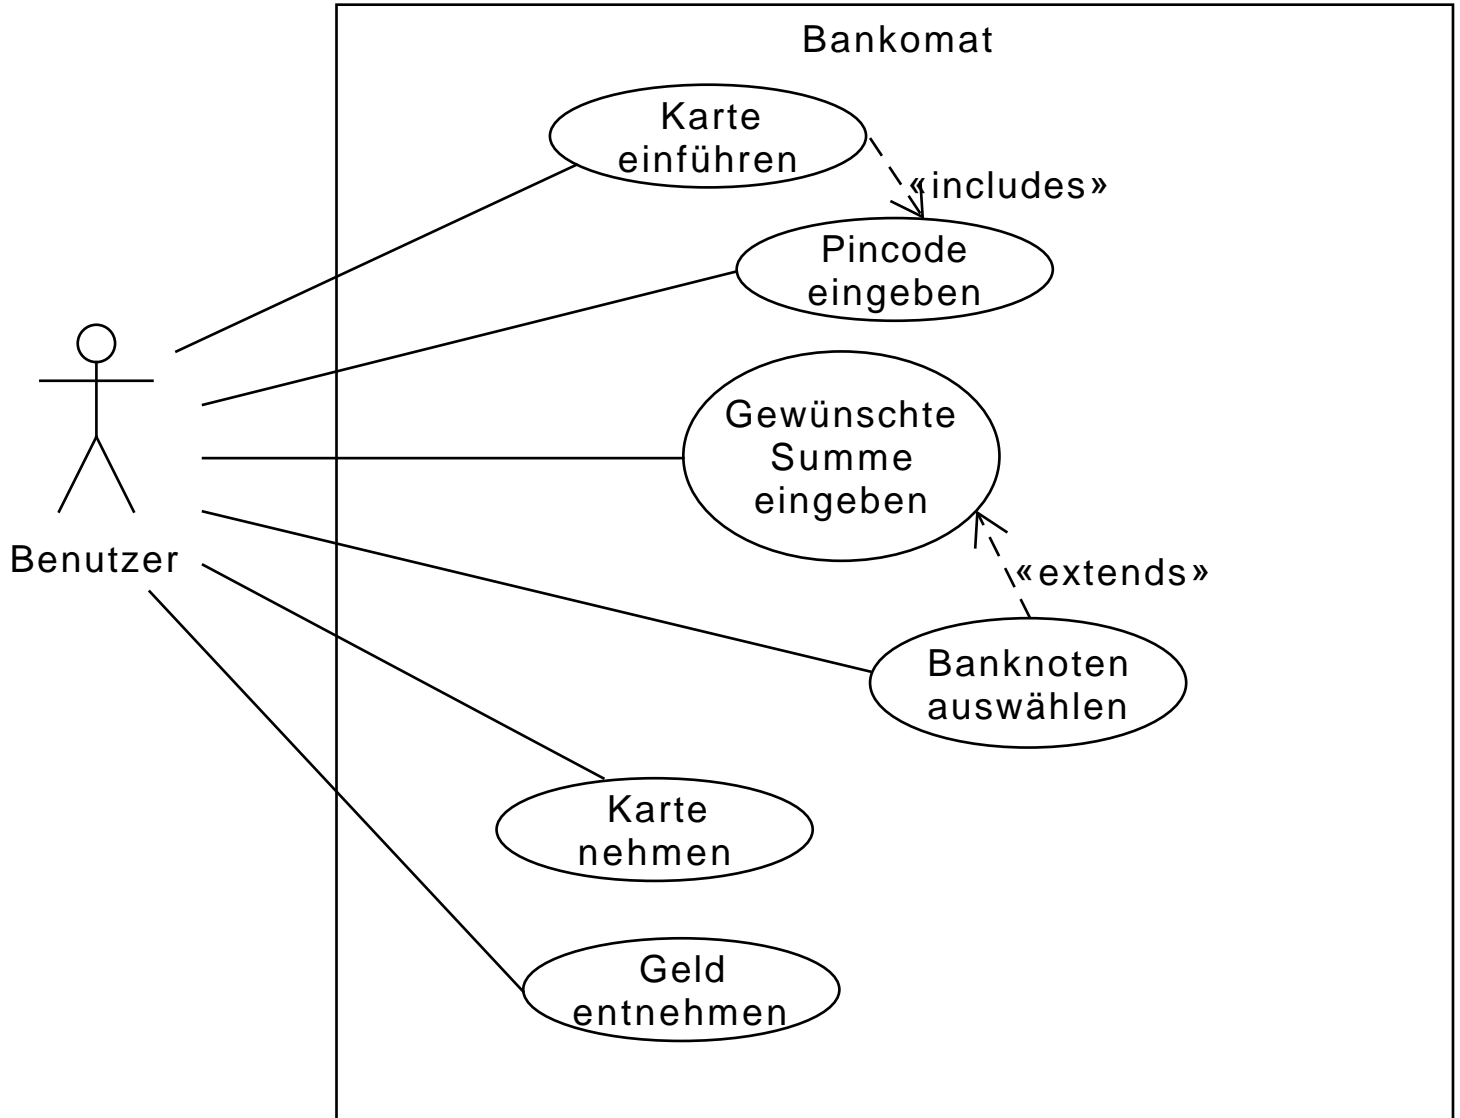 Bankomat
Karte
einführen
«includes»
Pincode
eingeben
Gewünschte
Summe
eingeben
Benutzer
«extends»
Banknoten
auswählen
Karte
nehmen
Geld
entnehmen